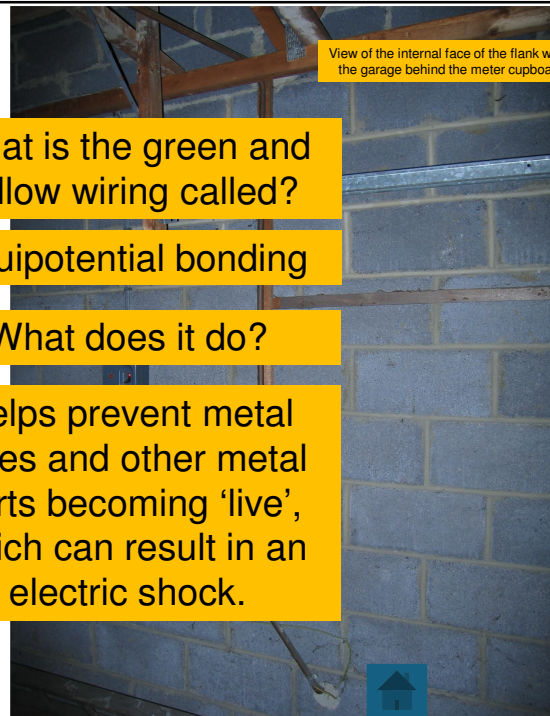 View of the internal face of the flank w
the garage behind the meter cupboa
at is the green and
llow wiring called?
uipotential bonding
What does it do?
elps prevent metal
es and other metal
rts becoming ‘live’,
ich can result in an
electric shock.